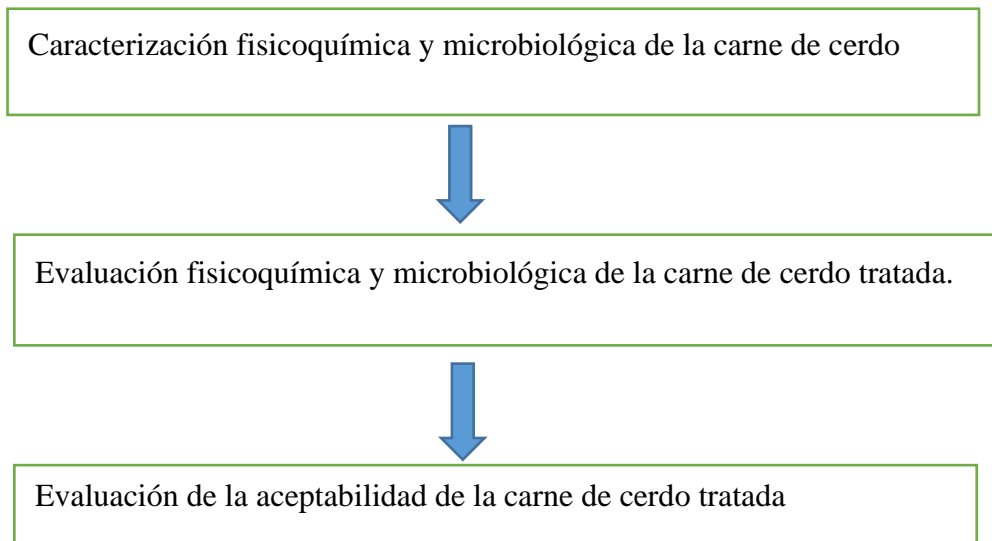 Caracterización fisicoquímica y microbiológica de la carne de cerdo
Evaluación fisicoquímica y microbiológica de la carne de cerdo tratada.
Evaluación de la aceptabilidad de la carne de cerdo tratada